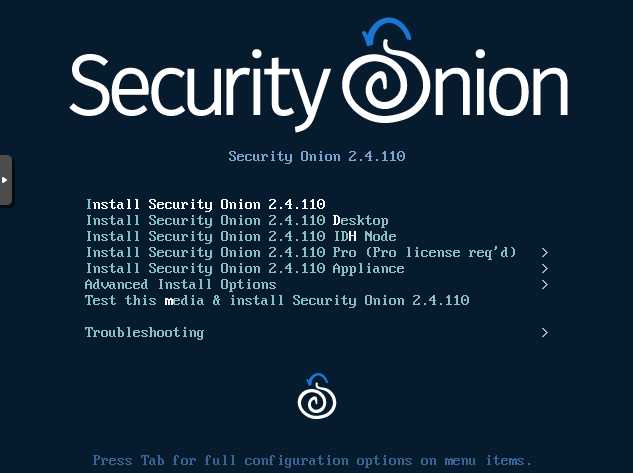 Security Onion
Security Onion 2.4.110
Install Security Onion 2.4.110
Install Security Onion 2.4.110 Desktop
Install Security Onion 2.4.110 IDH Node
Install Security Onion 2.4.110 Pro (Pro license req'd) >
Install Security Onion 2.4.110 Appliance >
Advanced Install Options >
Test this media & install Security Onion 2.4.110
Troubleshooting >
Press Tab for full configuration options on menu items.